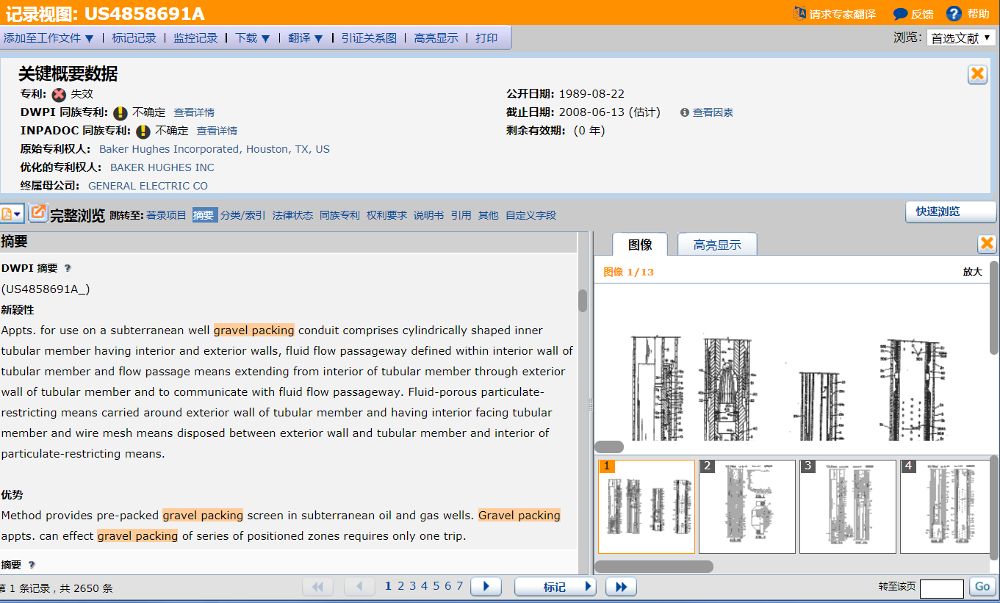 记录视图: US4858691A
请求专家翻译 反馈 帮助
添加至工作文件 ▼ | 标记记录 | 监控记录 | 下载 ▼ | 翻译 ▼ | 引证关系图 | 高亮显示 | 打印
浏览: 首选文献 ▼
关键概要数据
专利: 失效
DWPI 同族专利: 不确定 查看详情
INPADOC 同族专利: 不确定 查看详情
原始专利权人: Baker Hughes Incorporated, Houston, TX, US
优化的专利权人: BAKER HUGHES INC
终属母公司: GENERAL ELECTRIC CO
公开日期: 1989-08-22
截止日期: 2008-06-13 (估计) 查看因素
剩余有效期: (0 年)
完整浏览 跳转至: 著录项目 摘要 分类/索引 法律状态 同族专利 权利要求 说明书 引用 其他 自定义字段
快速浏览
摘要
DWPI 摘要 ?
(US4858691A_)
新颖性
Appts. for use on a subterranean well gravel packing conduit comprises cylindrically shaped inner
tubular member having interior and exterior walls, fluid flow passageway defined within interior wall of
tubular member and flow passage means extending from interior of tubular member through exterior
wall of tubular member and to communicate with fluid flow passageway. Fluid-porous particulate-
restricting means carried around exterior wall of tubular member and having interior facing tubular
member and wire mesh means disposed between exterior wall and tubular member and interior of
particulate-restricting means.
优势
Method provides pre-packed gravel packing screen in subterranean oil and gas wells. Gravel packing
appts. can effect gravel packing of series of positioned zones requires only one trip.
摘要 ?
图像 高亮显示
图像 1/13
放大
1 2 3 4
第 1 条记录 , 共 2650 条
1 2 3 4 5 6 7
标记
转至该页 Go